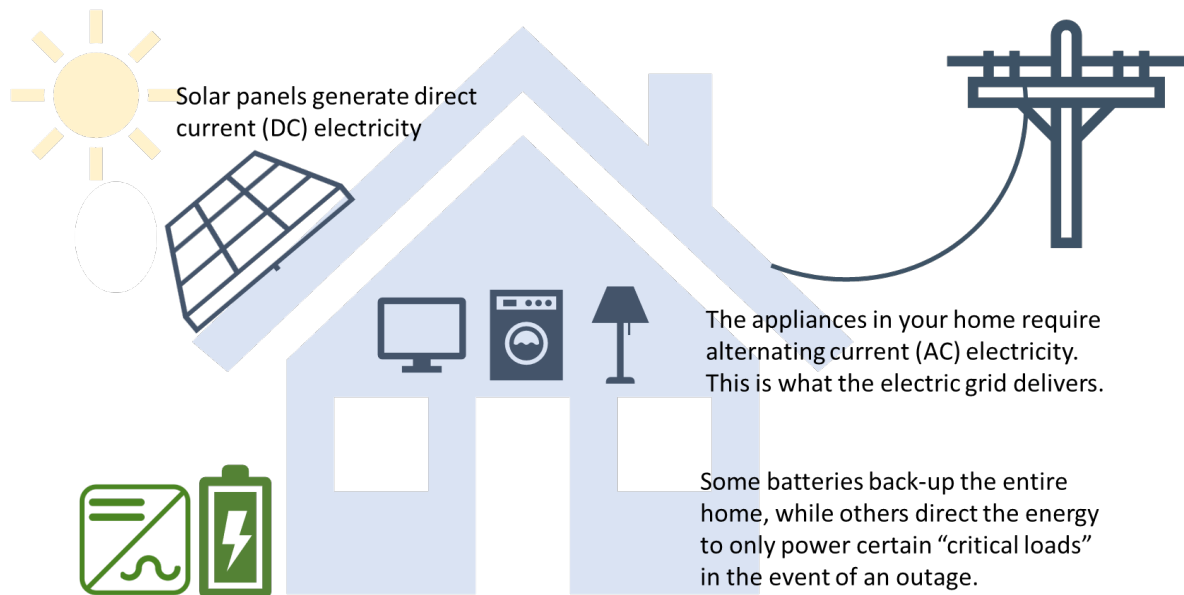 Solar panels generate direct
current (DC) electricity
The appliances in your home require
alternating current (AC) electricity.
This is what the electric grid delivers.
Some batteries back-up the entire
home, while others direct the energy
to only power certain “critical loads”
in the event of an outage.